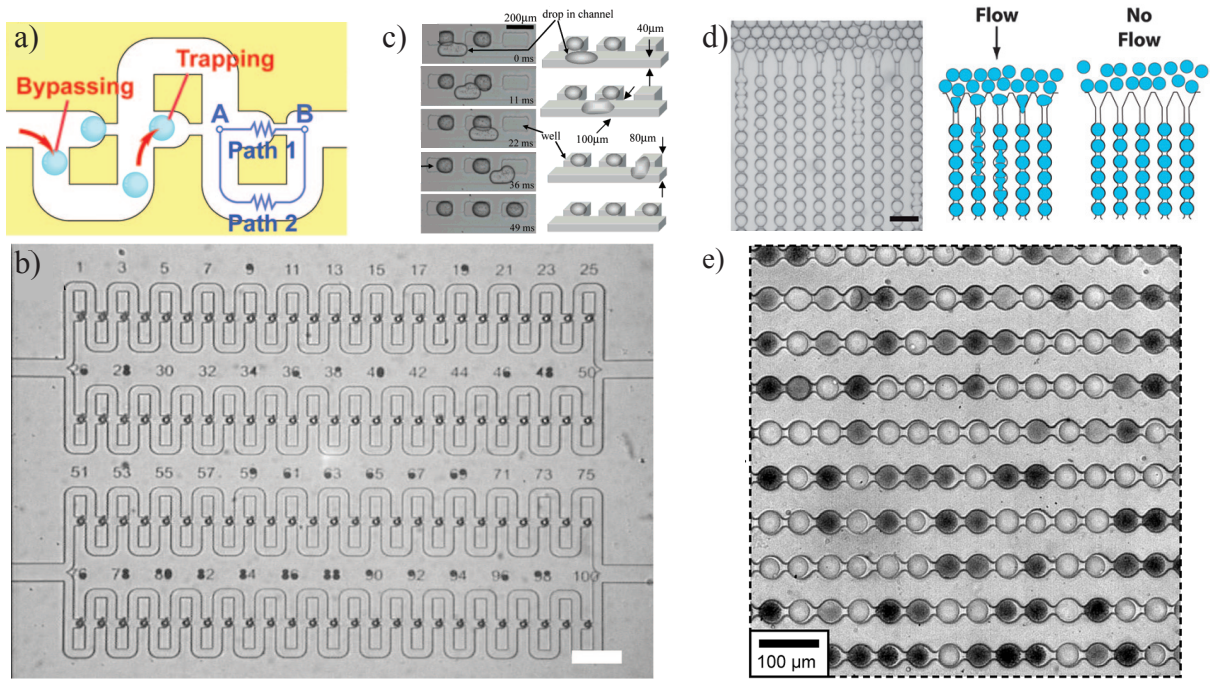 a)
Bypassing
Trapping
A
B
Path 1
Path 2
c)
200µm
drop in channel
40µm
0 ms
11 ms
100µm
22 ms
well
80µm
36 ms
49 ms
d)
Flow
No
Flow
b)
1 3 5 7 9 11 13 15 17 19 21 23 25
26 28 30 32 34 36 38 40 42 44 46 48 50
51 53 55 57 59 61 63 65 67 69 71 73 75
76 78 80 82 84 86 88 90 92 94 96 98 100
e)
100 µm